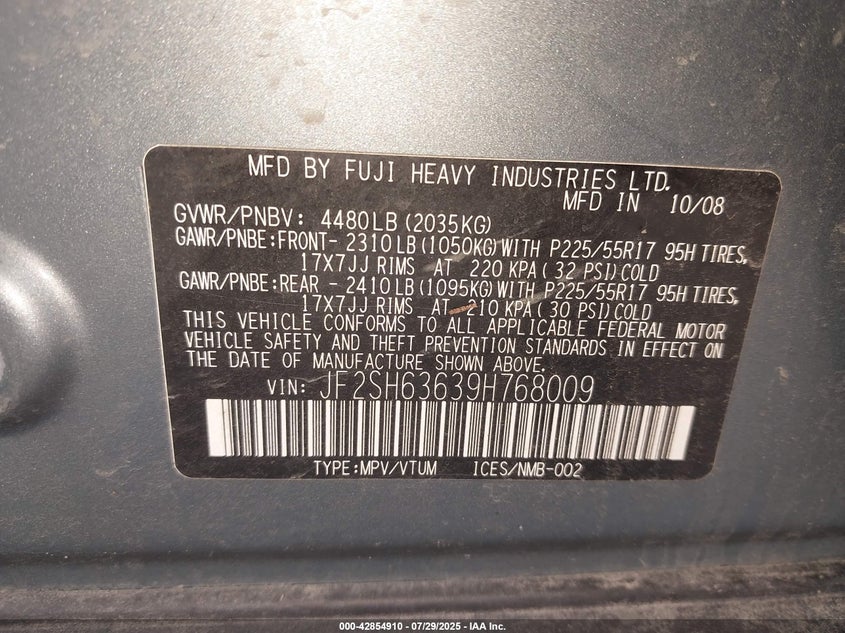 MFD BY FUJI HEAVY INDUSTRIES LTD.
MFD IN 10/08
GVWR/PNBV: 4480LB(2035KG)
GAWR/PNBE:FRONT- 2310LB(1050KG)WITH P225/55R17 95H TIRES,
17X7JJ RIMS AT 220 KPA( 32 PSI)COLD
GAWR/PNBE:REAR - 2410LB(1095KG)WITH P225/55R17 95H TIRES,
17X7JJ RIMS AT 210 KPA( 30 PSI)COLD
THIS VEHICLE CONFORMS TO ALL APPLICABLE FEDERAL MOTOR
VEHICLE SAFETY AND THEFT PREVENTION STANDARDS IN EFFECT ON
THE DATE OF MANUFACTURE SHOWN ABOVE.
VIN: JF2SH63639H768009
TYPE:MPV/VTUM ICES/NMB-002
000-42854910 - 07/29/2025 - IAA Inc.